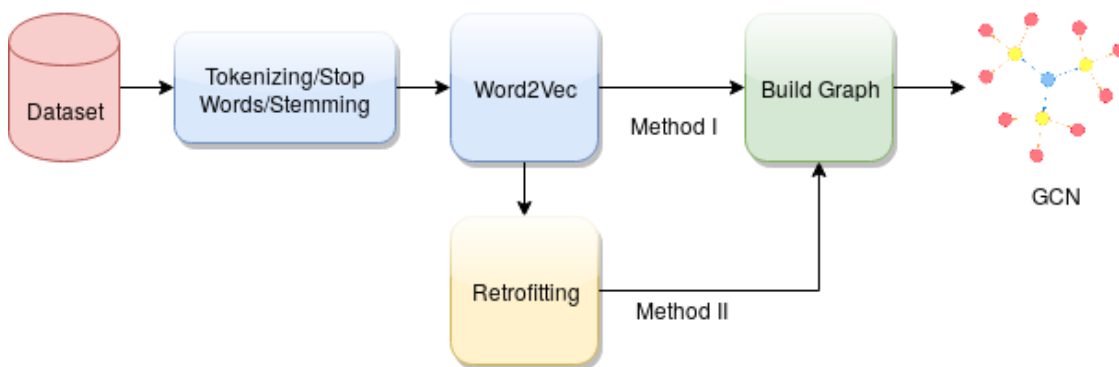 Dataset
Tokenizing/Stop
Words/Stemming
Word2Vec
Method I
Build Graph
GCN
Retrofitting
Method II